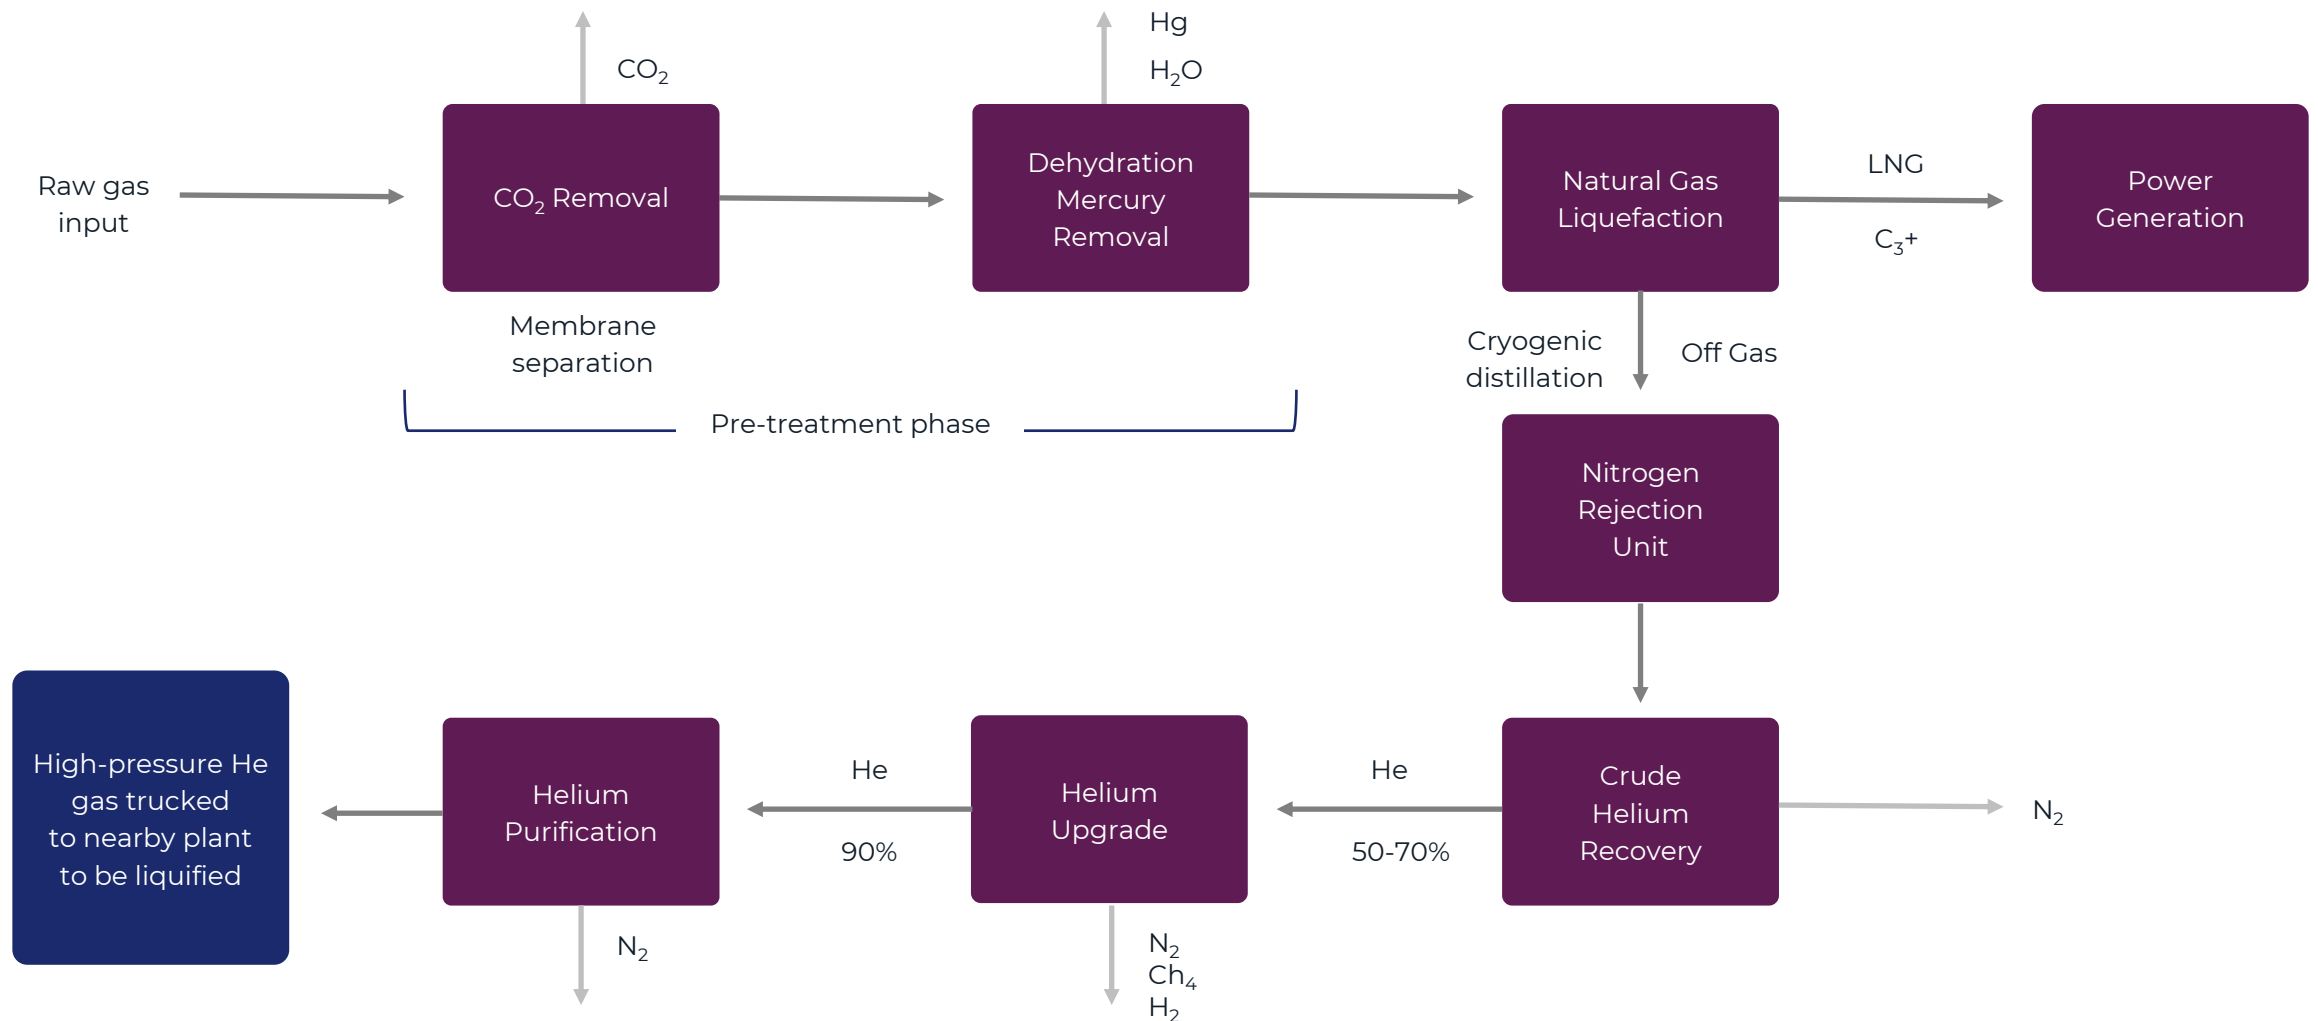 Hg
CO₂
H₂O
Raw gas
input
CO₂ Removal
Dehydration
Mercury
Removal
Natural Gas
Liquefaction
LNG
C₃+
Power
Generation
Membrane
separation
Pre-treatment phase
Cryogenic
distillation
Off Gas
Nitrogen
Rejection
Unit
High-pressure He
gas trucked
to nearby plant
to be liquified
Helium
Purification
He
90%
Helium
Upgrade
He
50-70%
Crude
Helium
Recovery
N₂
N₂
N₂
Ch₄
H₂